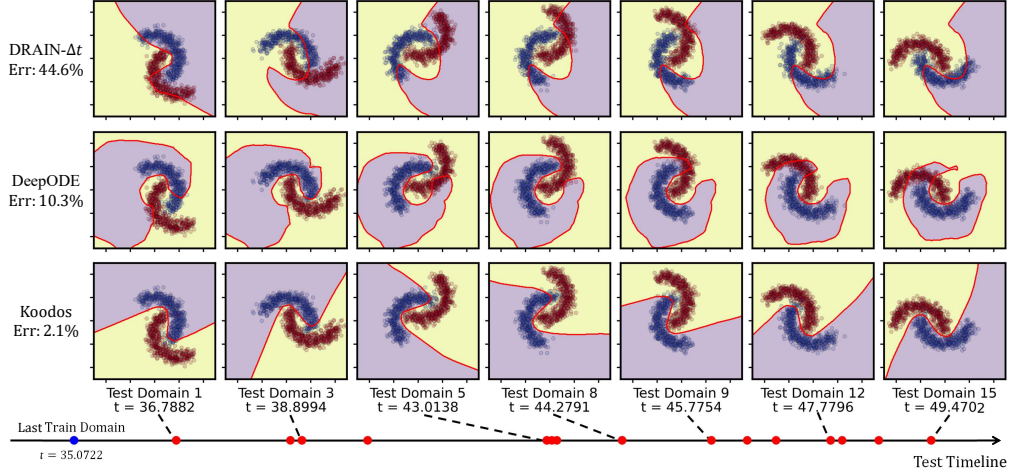 DRAIN-Δt
Err: 44.6%
DeepODE
Err: 10.3%
Koodos
Err: 2.1%
Test Domain 1
t = 36.7882
Test Domain 3
t = 38.8994
Test Domain 5
t = 43.0138
Test Domain 8
t = 44.2791
Test Domain 9
t = 45.7754
Test Domain 12
t = 47.7796
Test Domain 15
t = 49.4702
Last Train Domain
t = 35.0722
Test Timeline